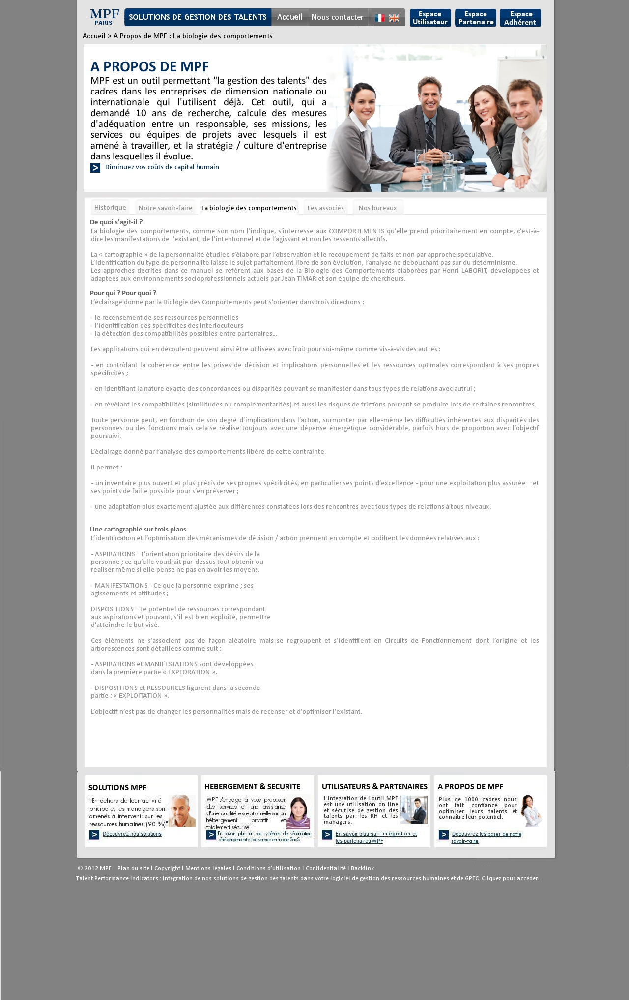 MPF
PARIS
SOLUTIONS DE GESTION DES TALENTS
Accueil
Nous contacter
Espace
Utilisateur
Espace
Partenaire
Espace
Adhérent
Accueil > A Propos de MPF : La biologie des comportements
A PROPOS DE MPF
MPF est un outil permettant "la gestion des talents" des
cadres dans les entreprises de dimension nationale ou
internationale qui l'utilisent déjà. Cet outil, qui a
demandé 10 ans de recherche, calcule des mesures
d'adéquation entre un responsable, ses missions, les
services ou équipes de projets avec lesquels il est
amené à travailler, et la stratégie / culture d'entreprise
dans lesquelles il évolue.
> Diminuez vos coûts de capital humain
Historique
Notre savoir-faire
La biologie des comportements
Les associés
Nos bureaux
De quoi s'agit-il ?
La biologie des comportements, comme son nom l’indique, s'interresse aux COMPORTEMENTS qu’elle prend prioritairement en compte, c’est-à-
dire les manifestations de l’existant, de l’intentionnel et de l’agissant et non les ressentis affectifs.
La « cartographie » de la personnalité étudiée s’élabore par l’observation et le recoupement de faits et non par approche spéculative.
L’identification du type de personnalité laisse le sujet parfaitement libre de son évolution, l’analyse ne débouchant pas sur du déterminisme.
Les approches décrites dans ce manuel se réfèrent aux bases de la Biologie des Comportements élaborées par Henri LABORIT, développées et
adaptées aux environnements socioprofessionnels actuels par Jean TIMAR et son équipe de chercheurs.
Pour qui ? Pour quoi ?
L’éclairage donné par la Biologie des Comportements peut s’orienter dans trois directions :
- le recensement de ses ressources personnelles
- l’identification des spécificités des interlocuteurs
- la détection des compatibilités possibles entre partenaires...
Les applications qui en découlent peuvent ainsi être utilisées avec fruit pour soi-même comme vis-à-vis des autres :
- en contrôlant la cohérence entre les prises de décision et implications personnelles et les ressources optimales correspondant à ses propres
spécificités ;
- en identifiant la nature exacte des concordances ou disparités pouvant se manifester dans tous types de relations avec autrui ;
- en révélant les compatibilités (similitudes ou complémentarités) et aussi les risques de frictions pouvant se produire lors de certaines rencontres.
Toute personne peut, en fonction de son degré d’implication dans l’action, surmonter par elle-même les difficultés inhérentes aux disparités des
personnes ou des fonctions mais cela se réalise toujours avec une dépense énergétique considérable, parfois hors de proportion avec l’objectif
poursuivi.
L’éclairage donné par l’analyse des comportements libère de cette contrainte.
Il permet :
- un inventaire plus ouvert et plus précis de ses propres spécificités, en particulier ses points d’excellence - pour une exploitation plus assurée – et
ses points de faille possible pour s’en préserver ;
- une adaptation plus exactement ajustée aux différences constatées lors des rencontres avec tous types de relations à tous niveaux.
Une cartographie sur trois plans
L’identification et l’optimisation des mécanismes de décision / action prennent en compte et codifient les données relatives aux :
- ASPIRATIONS – L’orientation prioritaire des désirs de la
personne ; ce qu’elle voudrait par-dessus tout obtenir ou
réaliser même si elle pense ne pas en avoir les moyens.
- MANIFESTATIONS - Ce que la personne exprime ; ses
agissements et attitudes ;
DISPOSITIONS – Le potentiel de ressources correspondant
aux aspirations et pouvant, s’il est bien exploité, permettre
d’atteindre le but visé.
Ces éléments ne s’associent pas de façon aléatoire mais se regroupent et s’identifient en Circuits de Fonctionnement dont l’origine et les
arborescences sont détaillées comme suit :
- ASPIRATIONS et MANIFESTATIONS sont développées
dans la première partie « EXPLORATION ».
- DISPOSITIONS et RESSOURCES figurent dans la seconde
partie : « EXPLOITATION ».
L’objectif n’est pas de changer les personnalités mais de recenser et d’optimiser l’existant.
SOLUTIONS MPF
"En dehors de leur activité
pricipale, les managers sont
amenés à intervenir sur les
ressources humaines (90 %)"
> Découvrez nos solutions
HEBERGEMENT & SECURITE
MPF s'engage à vous proposer
des services et une assistance
d'une qualité exceptionnelle sur un
hébergement privatif et
totalement sécurisé.
> En savoir plus sur nos systèmes de sécurisation
d'hébergement et de service en mode SaaS
UTILISATEURS & PARTENAIRES
L'intégration de l'outil MPF
est une utilisation on line
et sécurisé de gestion des
talents par les RH et les
managers.
> En savoir plus sur l'intégration et
les partenaires MPF
A PROPOS DE MPF
Plus de 1000 cadres nous
ont fait confiance pour
optimiser leurs talents et
connaître leur potentiel.
> Découvrez les bases de notre
savoir-faire
© 2012 MPF Plan du site l Copyright l Mentions légales l Conditions d'utilisation l Confidentialité l Backlink
Talent Performance Indicators : intégration de nos solutions de gestion des talents dans votre logiciel de gestion des ressources humaines et de GPEC. Cliquez pour accéder.